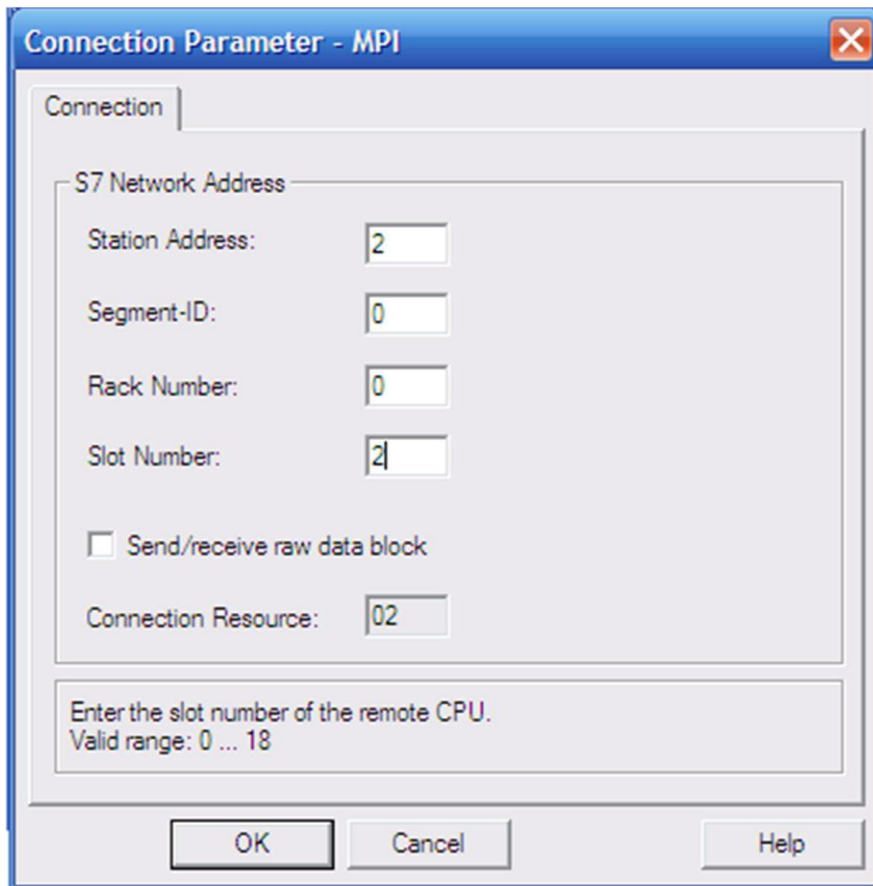 Connection Parameter - MPI
Connection
S7 Network Address
Station Address: 2
Segment-ID: 0
Rack Number: 0
Slot Number: 2
Send/receive raw data block
Connection Resource: 02
Enter the slot number of the remote CPU.
Valid range: 0 ... 18
OK Cancel Help